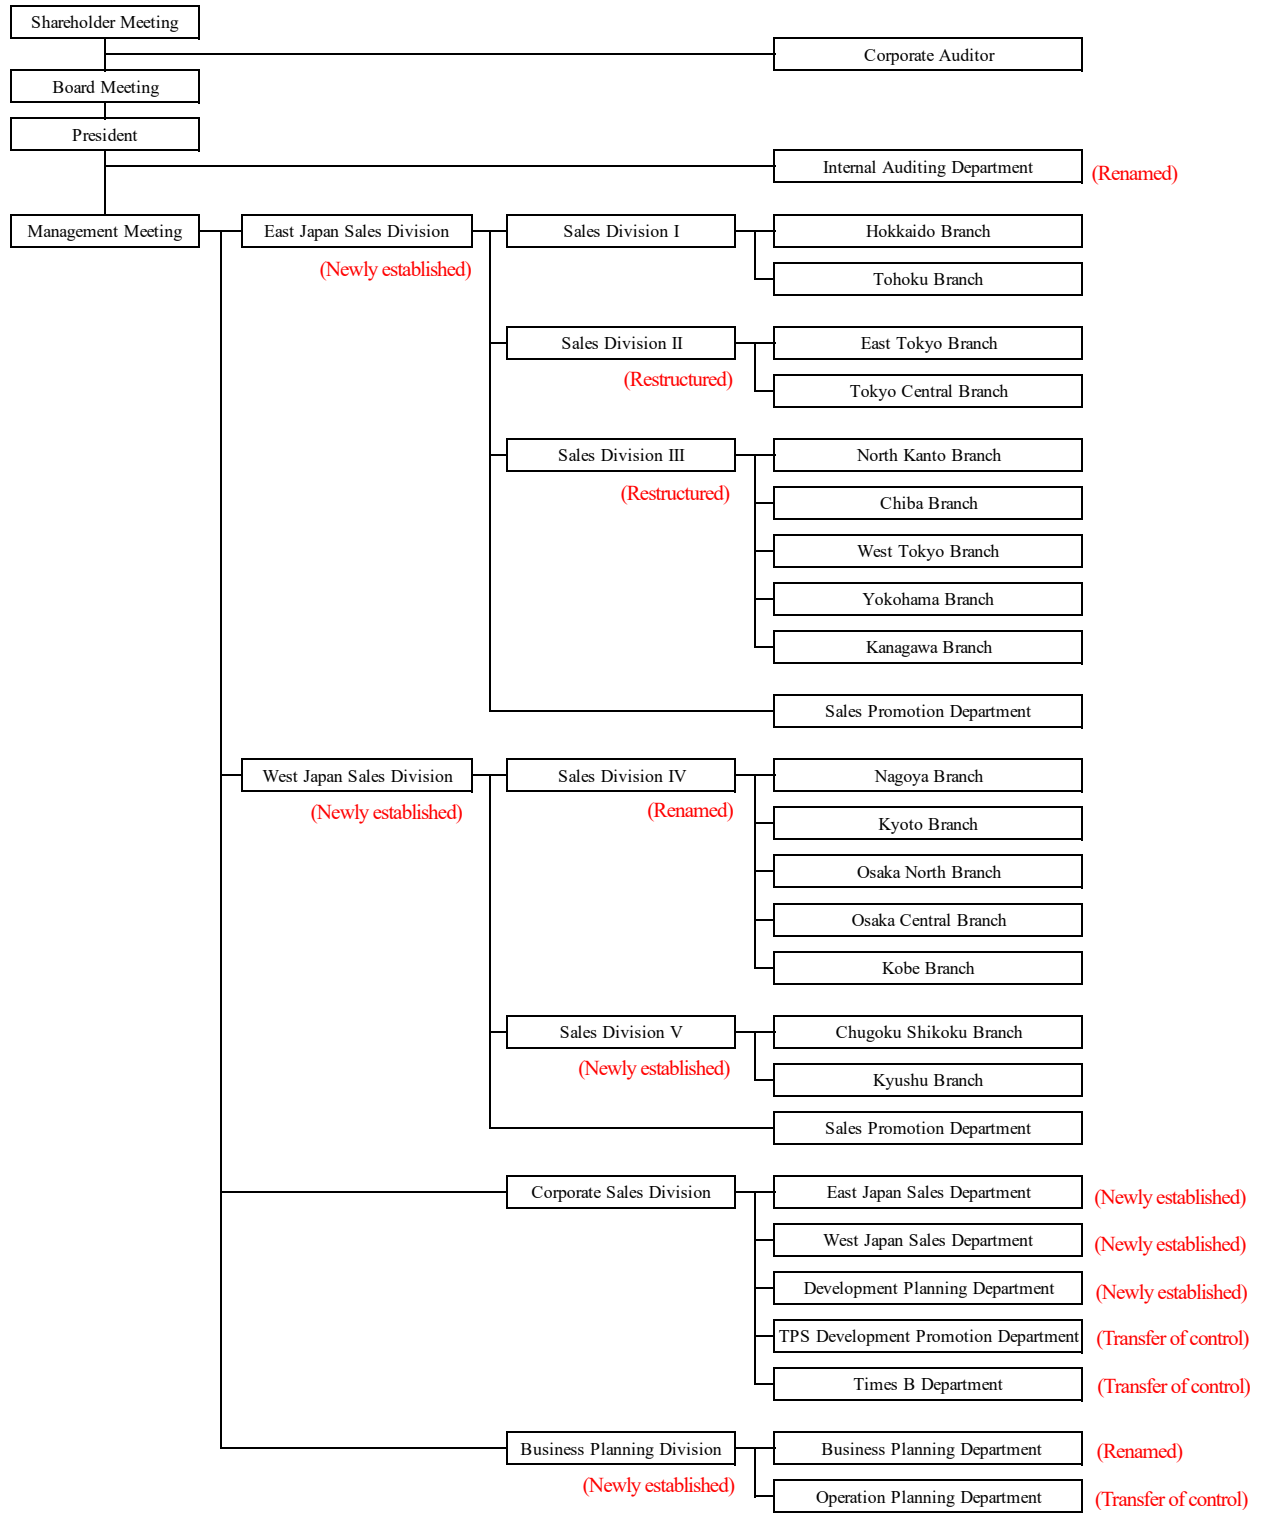 Shareholder Meeting
Corporate Auditor
Board Meeting
President
Internal Auditing Department
(Renamed)
Management Meeting
East Japan Sales Division
(Newly established)
Sales Division I
Hokkaido Branch
Tohoku Branch
Sales Division II
(Restructured)
East Tokyo Branch
Tokyo Central Branch
Sales Division III
(Restructured)
North Kanto Branch
Chiba Branch
West Tokyo Branch
Yokohama Branch
Kanagawa Branch
Sales Promotion Department
West Japan Sales Division
(Newly established)
Sales Division IV
(Renamed)
Nagoya Branch
Kyoto Branch
Osaka North Branch
Osaka Central Branch
Kobe Branch
Sales Division V
(Newly established)
Chugoku Shikoku Branch
Kyushu Branch
Sales Promotion Department
Corporate Sales Division
East Japan Sales Department
(Newly established)
West Japan Sales Department
(Newly established)
Development Planning Department
(Newly established)
TPS Development Promotion Department
(Transfer of control)
Times B Department
(Transfer of control)
Business Planning Division
(Newly established)
Business Planning Department
(Renamed)
Operation Planning Department
(Transfer of control)